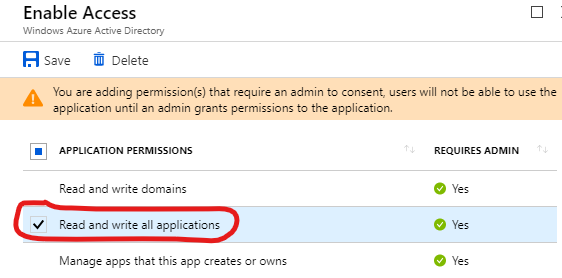 Enable Access
Windows Azure Active Directory
Save Delete
You are adding permission(s) that require an admin to consent, users will not be able to use the
application until an admin grants permissions to the application.
APPLICATION PERMISSIONS REQUIRES ADMIN
Read and write domains Yes
Read and write all applications Yes
Manage apps that this app creates or owns Yes